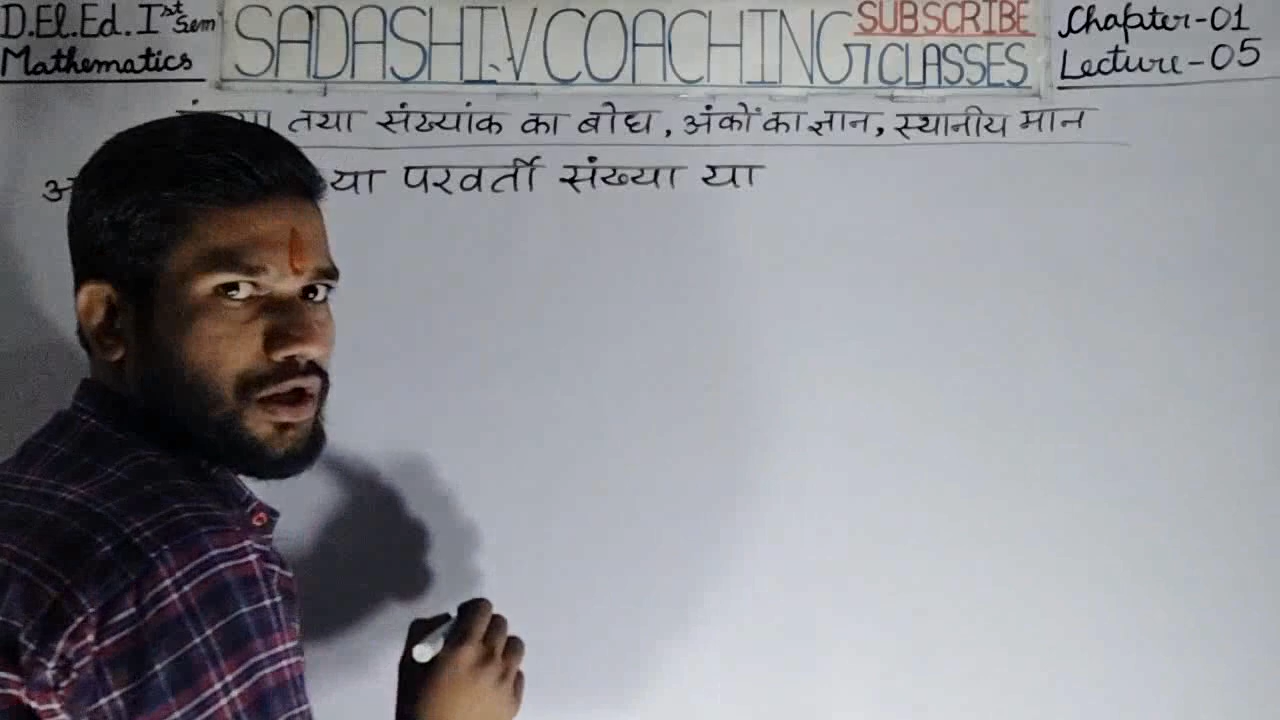 D.El.Ed. Ist Sem
Mathematics
SADASHIV COACHING CLASSES
SUBSCRIBE
Chapter-01
Lecture-05
तथा संख्यांक का बोध, अंकों का ज्ञान, स्थानीय मान
या परवर्ती संख्या या